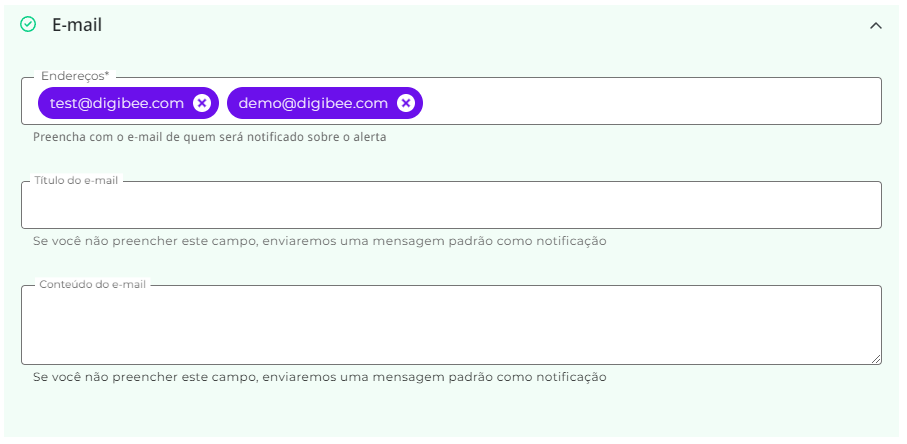 E-mail
Endereços*
test@digibee.com demo@digibee.com
Preencha com o e-mail de quem será notificado sobre o alerta
Título do e-mail
Se você não preencher este campo, enviaremos uma mensagem padrão como notificação
Conteúdo do e-mail
Se você não preencher este campo, enviaremos uma mensagem padrão como notificação